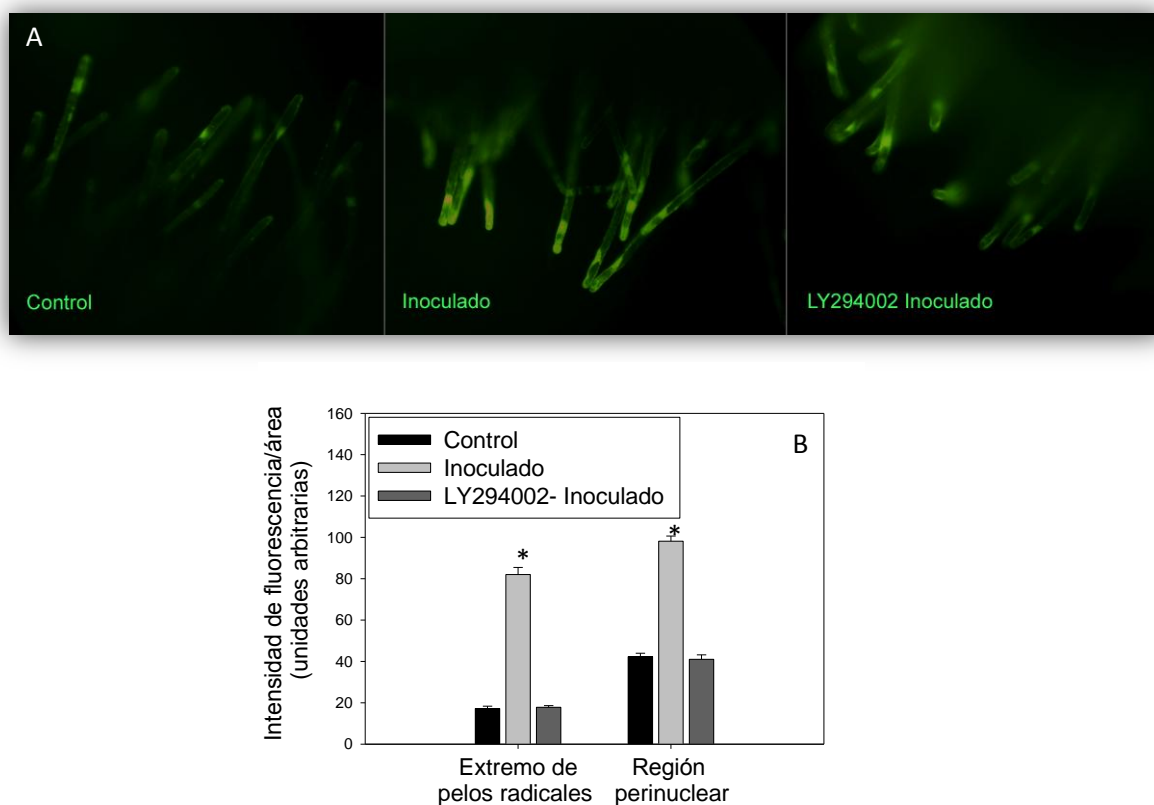 A
Control
Inoculado
LY294002 Inoculado
Intensidad de fluorescencia/área
(unidades arbitrarias)
160
140
120
100
80
60
40
20
0
Control
Inoculado
LY294002- Inoculado
B
*
*
Extremo de
pelos radicales
Región
perinuclear